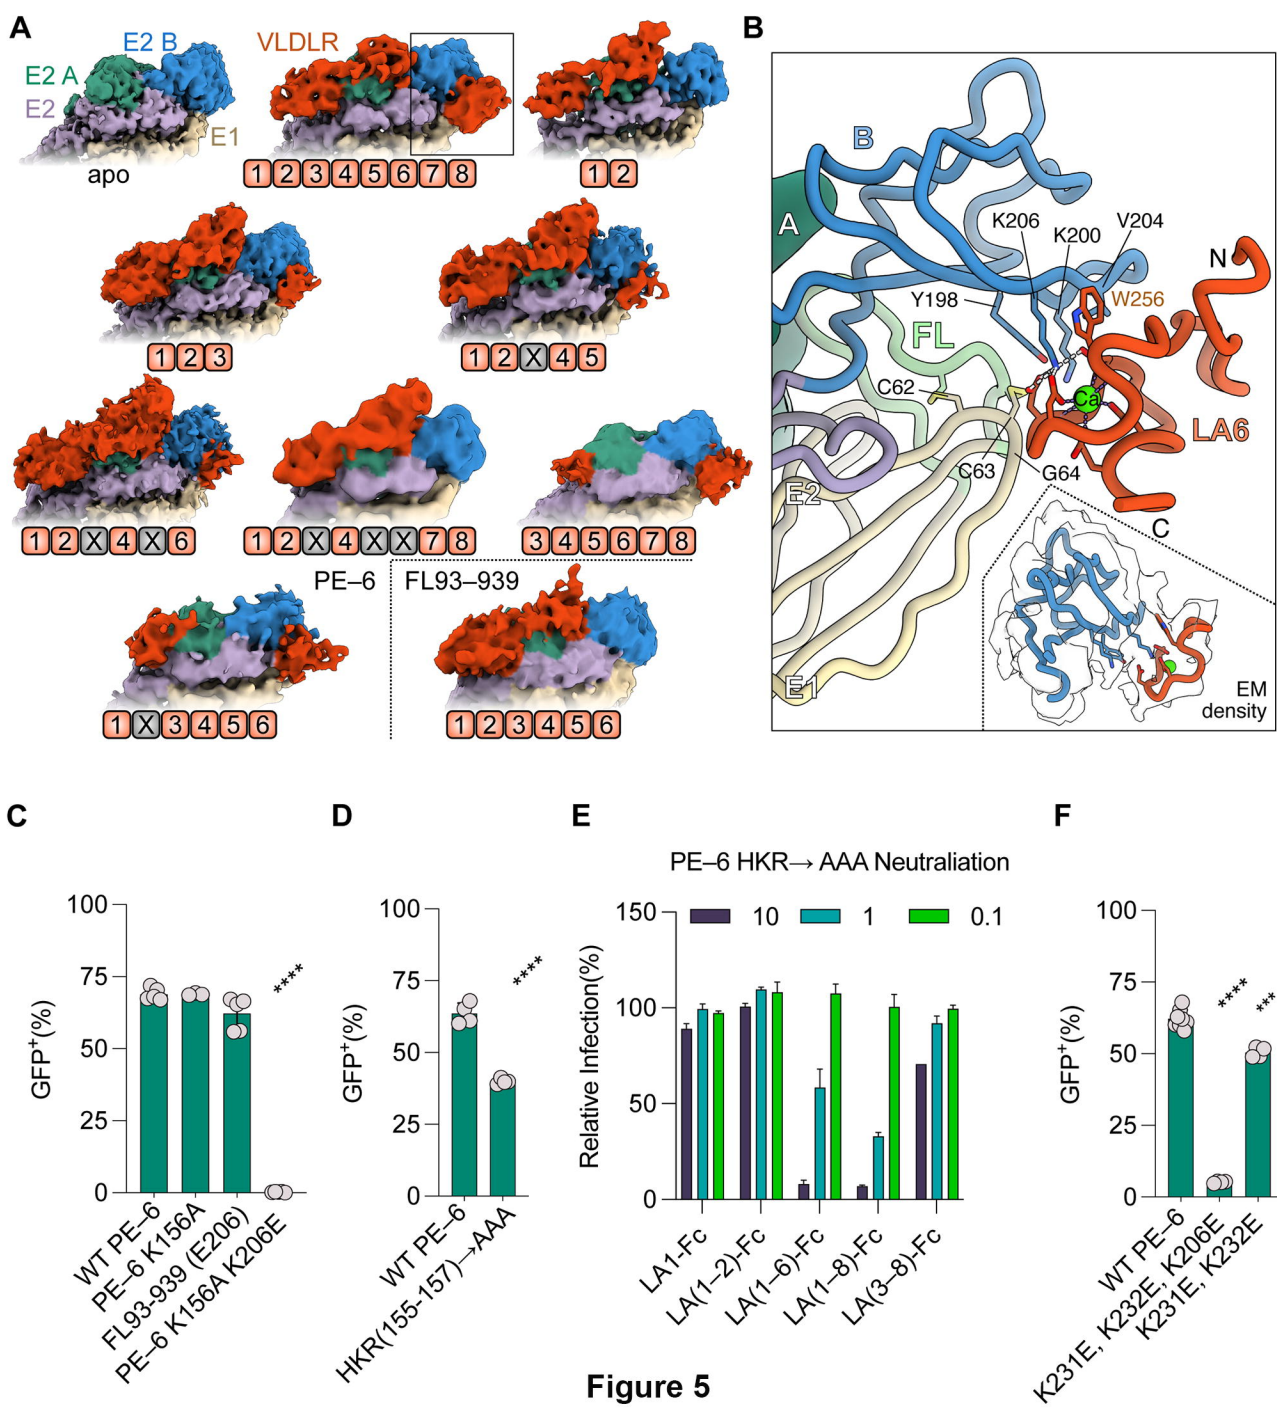 A
E2 B
E2 A
E2
E1
apo
VLDLR
1 2 3 4 5 6 7 8
1 2
1 2 3
1 2 X 4 5
1 2 X 4 X 6
1 2 X 4 X X 7 8
3 4 5 6 7 8
PE–6
FL93–939
1 X 3 4 5 6
1 2 3 4 5 6
B
B
A
K206
K200
V204
N
Y198
W256
FL
C62
Ca
LA6
C63
G64
E2
C
E1
EM
density
C
GFP+(%)
100
75
50
25
0
WT PE–6
PE–6 K156A
FL93-939 (E206)
PE–6 K156A K206E
****
D
GFP+(%)
100
75
50
25
0
WT PE–6
HKR(155-157)→AAA
****
E
PE–6 HKR→ AAA Neutraliation
10
1
0.1
Relative Infection(%)
150
100
50
0
LA1-Fc
LA(1–2)-Fc
LA(1–6)-Fc
LA(1–8)-Fc
LA(3–8)-Fc
F
GFP+(%)
100
75
50
25
0
WT PE–6
K231E, K232E, K206E
K231E, K232E
****
***
Figure 5